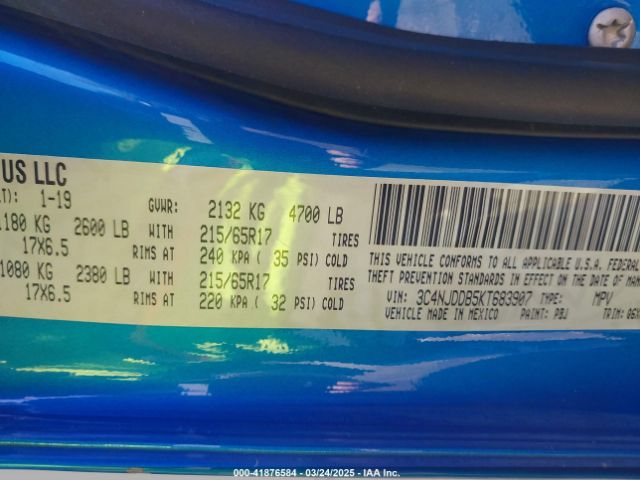 US LLC
1-19
GVWR: 2132 KG 4700 LB
1180 KG 2600 LB WITH 215/65R17 TIRES
17X6.5 RIMS AT 240 KPA ( 35 PSI) COLD
1080 KG 2380 LB WITH 215/65R17 TIRES
17X6.5 RIMS AT 220 KPA ( 32 PSI) COLD
THIS VEHICLE CONFORMS TO ALL APPLICABLE U.S.A. FEDERAL
THEFT PREVENTION STANDARDS IN EFFECT ON THE DATE OF MANU
VIN: 3C4NJDDB5KT683907 TYPE: MPV
VEHICLE MADE IN MEXICO PAINT: PBJ TRIM: 06X
000-41876584 - 03/24/2025 - IAA Inc.